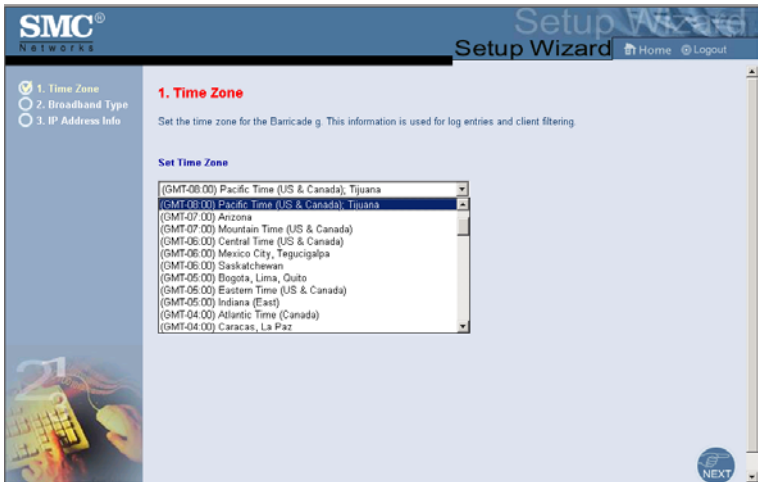 SMC®
Networks
Setup Wizard
Setup Wizard
Home
Logout
1. Time Zone
2. Broadband Type
3. IP Address Info
1. Time Zone
Set the time zone for the Barricade g. This information is used for log entries and client filtering.
Set Time Zone
(GMT-08:00) Pacific Time (US & Canada); Tijuana
(GMT-08:00) Pacific Time (US & Canada); Tijuana
(GMT-07:00) Arizona
(GMT-07:00) Mountain Time (US & Canada)
(GMT-06:00) Central Time (US & Canada)
(GMT-06:00) Mexico City, Tegucigalpa
(GMT-06:00) Saskatchewan
(GMT-05:00) Bogota, Lima, Quito
(GMT-05:00) Eastern Time (US & Canada)
(GMT-05:00) Indiana (East)
(GMT-04:00) Atlantic Time (Canada)
(GMT-04:00) Caracas, La Paz
NEXT